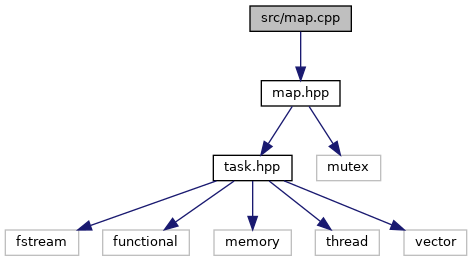 src/map.cpp
map.hpp
task.hpp
mutex
fstream
functional
memory
thread
vector